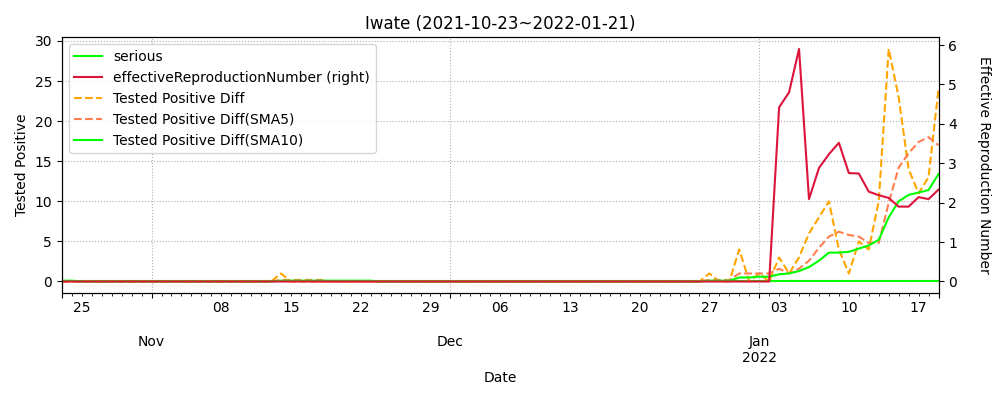 Iwate (2021-10-23~2022-01-21)
serious
effectiveReproductionNumber (right)
Tested Positive Diff
Tested Positive Diff(SMA5)
Tested Positive Diff(SMA10)
Tested Positive
30
25
20
15
10
5
0
6
5
4
3
2
1
0
Effective Reproduction Number
25 08 15 22 29 06 13 20 27 03 10 17
Nov Dec Jan
2022
Date